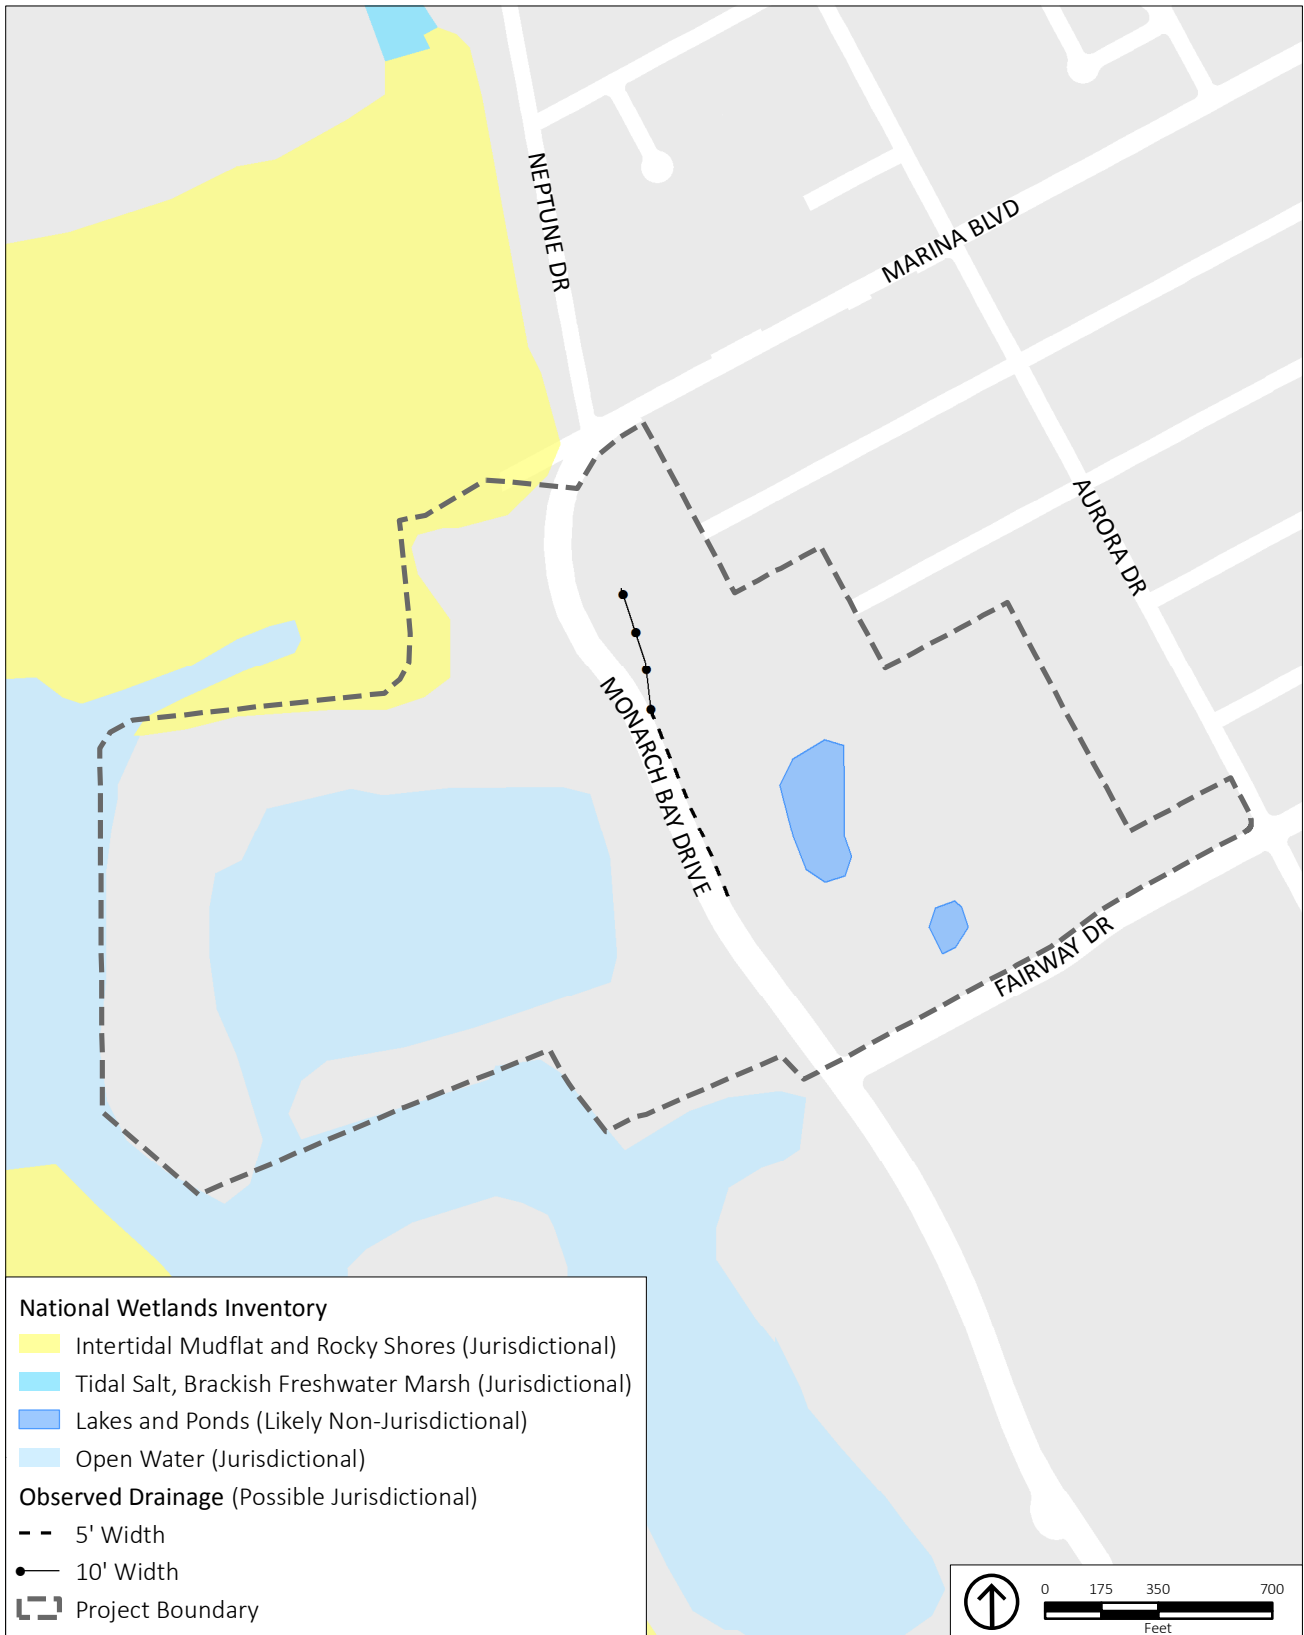 NEPTUNE DR
MARINA BLVD
AURORA DR
MONARCH BAY DRIVE
FAIRWAY DR
National Wetlands Inventory
Intertidal Mudflat and Rocky Shores (Jurisdictional)
Tidal Salt, Brackish Freshwater Marsh (Jurisdictional)
Lakes and Ponds (Likely Non-Jurisdictional)
Open Water (Jurisdictional)
Observed Drainage (Possible Jurisdictional)
5' Width
10' Width
Project Boundary
0 175 350 700
Feet